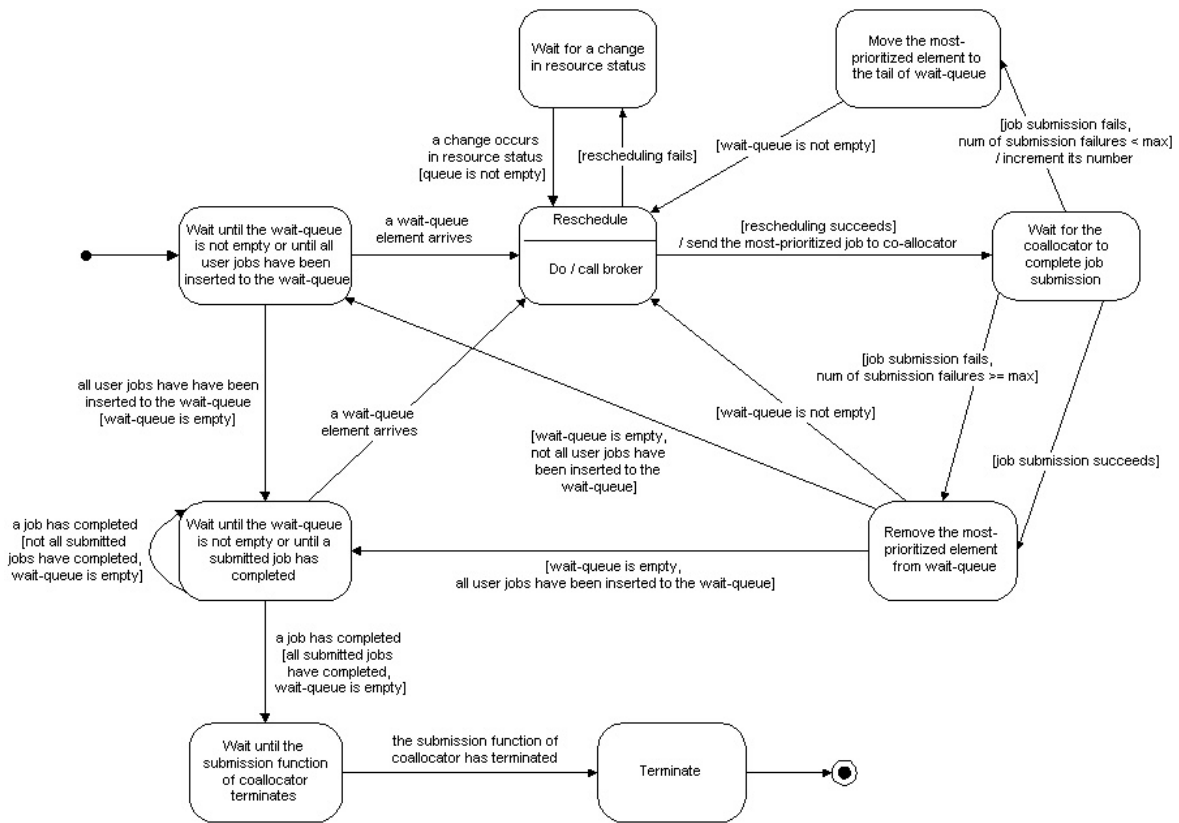 Wait for a change
in resource status
Move the most-
prioritized element to
the tail of wait-queue
a change occurs
in resource status
[queue is not empty]
[rescheduling fails]
[wait-queue is not empty]
[job submission fails,
num of submission failures < max]
/ increment its number
Wait until the wait-queue
is not empty or until all
user jobs have been
inserted to the wait-queue
a wait-queue
element arrives
Reschedule
Do / call broker
[rescheduling succeeds]
/ send the most-prioritized job to co-allocator
Wait for the
coallocator to
complete job
submission
all user jobs have have been
inserted to the wait-queue
[wait-queue is empty]
a wait-queue
element arrives
[wait-queue is empty,
not all user jobs have
been inserted to the
wait-queue]
[wait-queue is not empty]
[job submission fails,
num of submission failures >= max]
[job submission succeeds]
a job has completed
[not all submitted
jobs have completed,
wait-queue is empty]
Wait until the wait-queue
is not empty or until a
submitted job has
completed
[wait-queue is empty,
all user jobs have been inserted to the wait-queue]
Remove the most-
prioritized element
from wait-queue
a job has completed
[all submitted jobs
have completed,
wait-queue is empty]
Wait until the
submission function
of coallocator
terminates
the submission function of
coallocator has terminated
Terminate